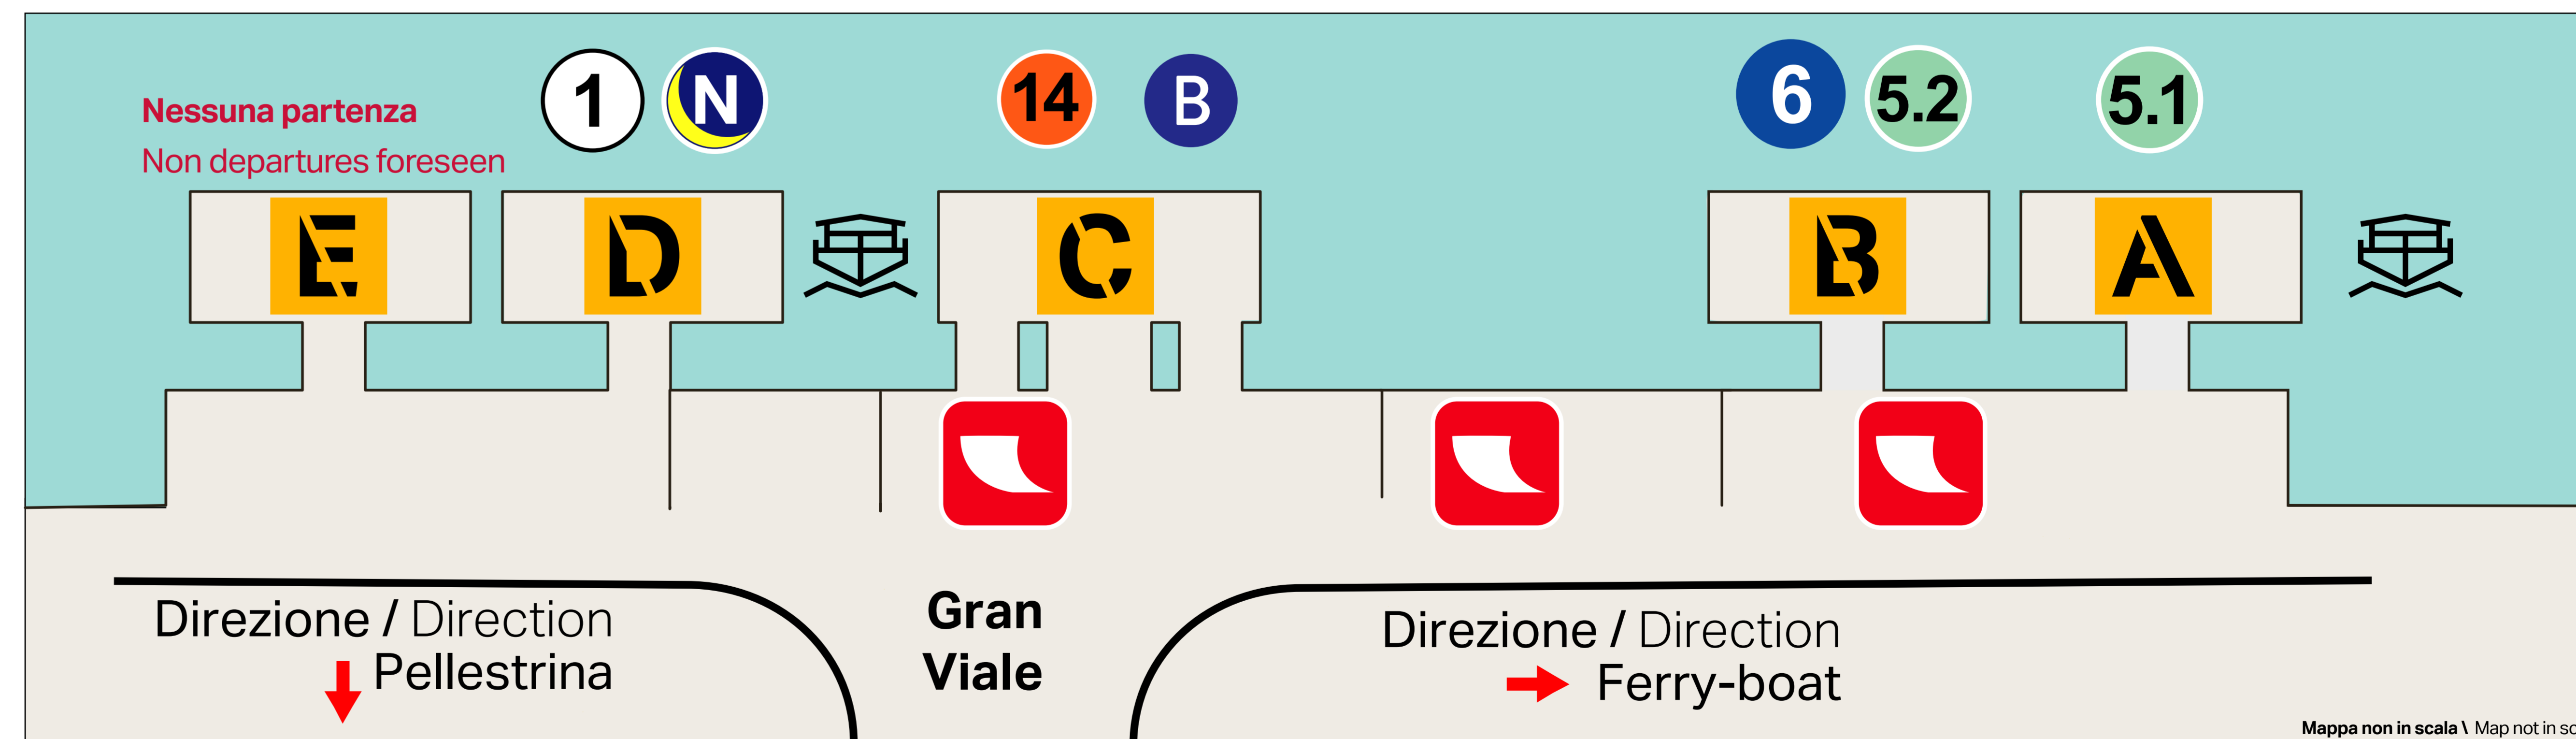 Nessuna partenza
Non departures foreseen
1 N
14 B
6 5.2
5.1
E
D
C
B
A
Direzione / Direction
Pellestrina
Gran
Viale
Direzione / Direction
Ferry-boat
Mappa non in scala \ Map not in